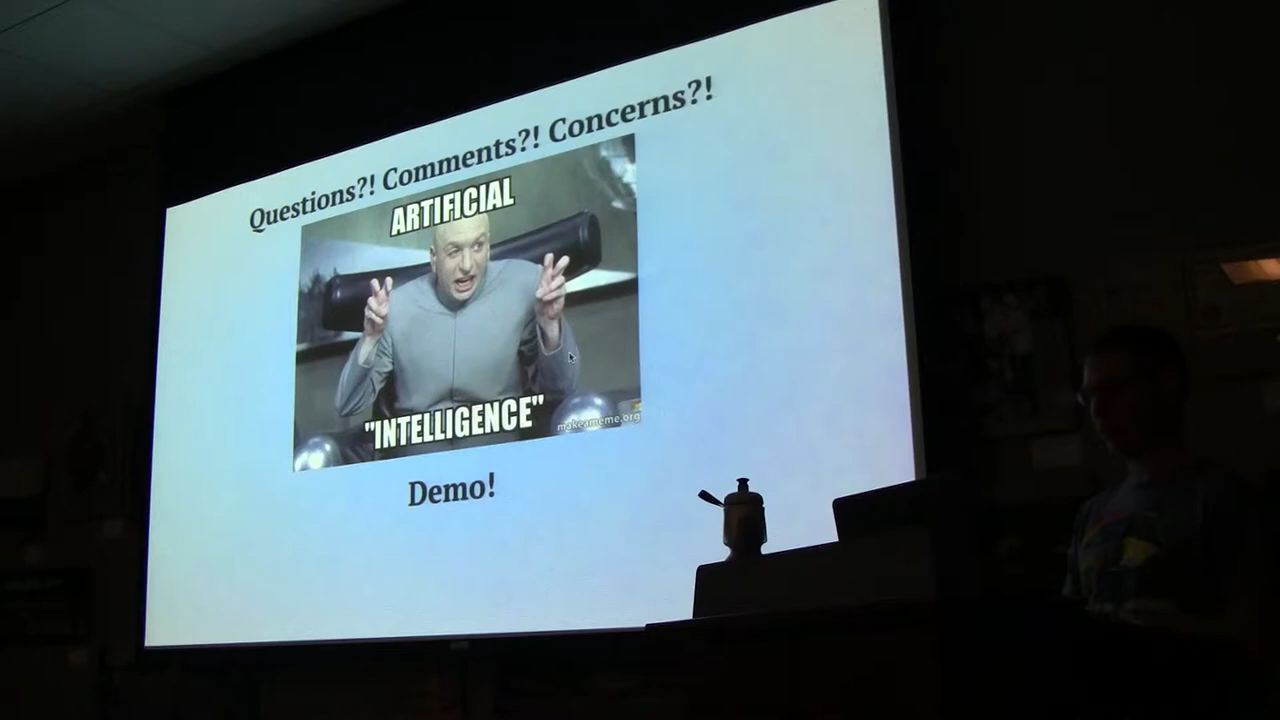 Questions?! Comments?! Concerns?!
ARTIFICIAL
"INTELLIGENCE"
makeameme.org
Demo!